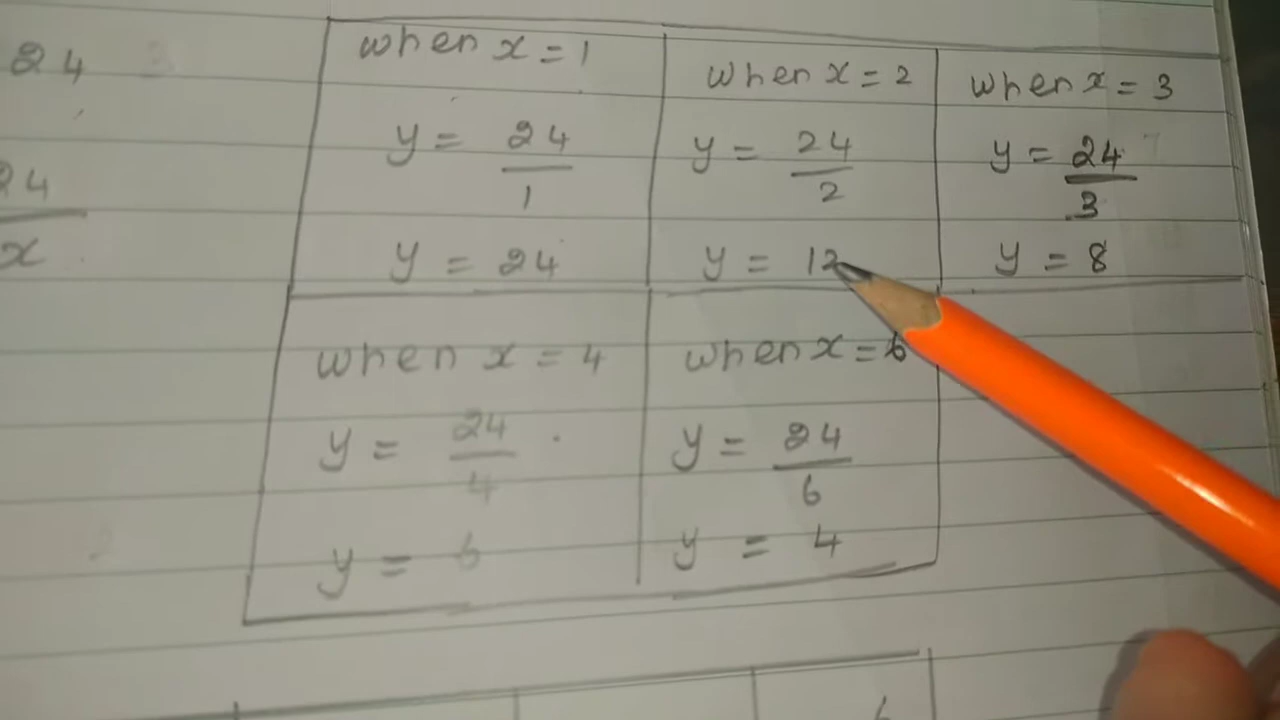 24
24
x
when x = 1
y = 24
1
y = 24
when x = 2
y = 24
2
y = 12
when x = 3
y = 24
3
y = 8
when x = 4
y = 24
4
y = 6
when x = 6
y = 24
6
y = 4